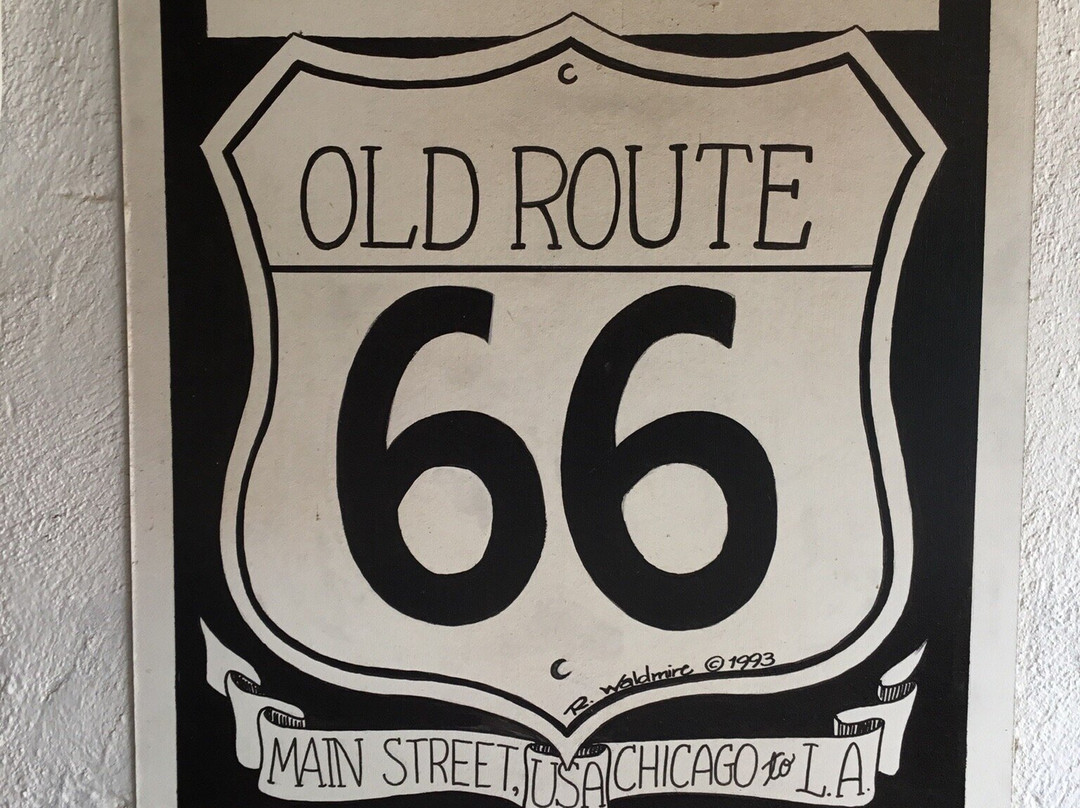 OLD ROUTE
66
R. Waldmire © 1993
MAIN STREET, USA CHICAGO to L.A.